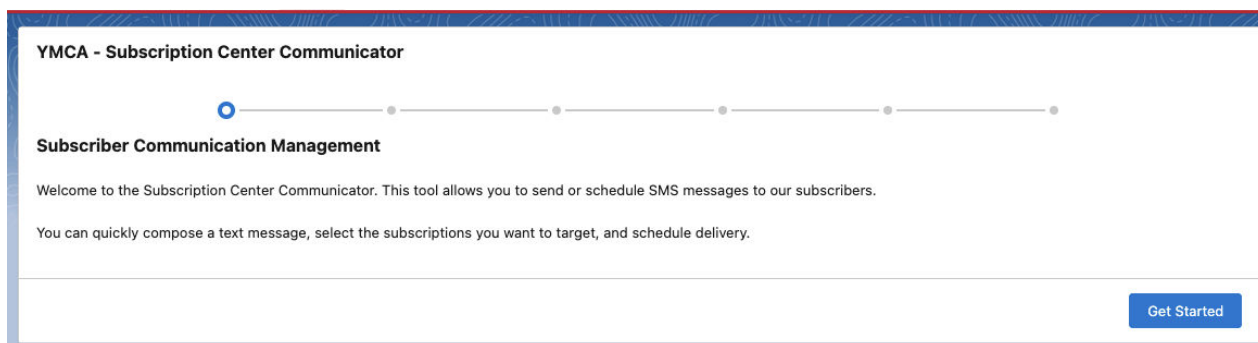 YMCA - Subscription Center Communicator
Subscriber Communication Management
Welcome to the Subscription Center Communicator. This tool allows you to send or schedule SMS messages to our subscribers.
You can quickly compose a text message, select the subscriptions you want to target, and schedule delivery.
Get Started